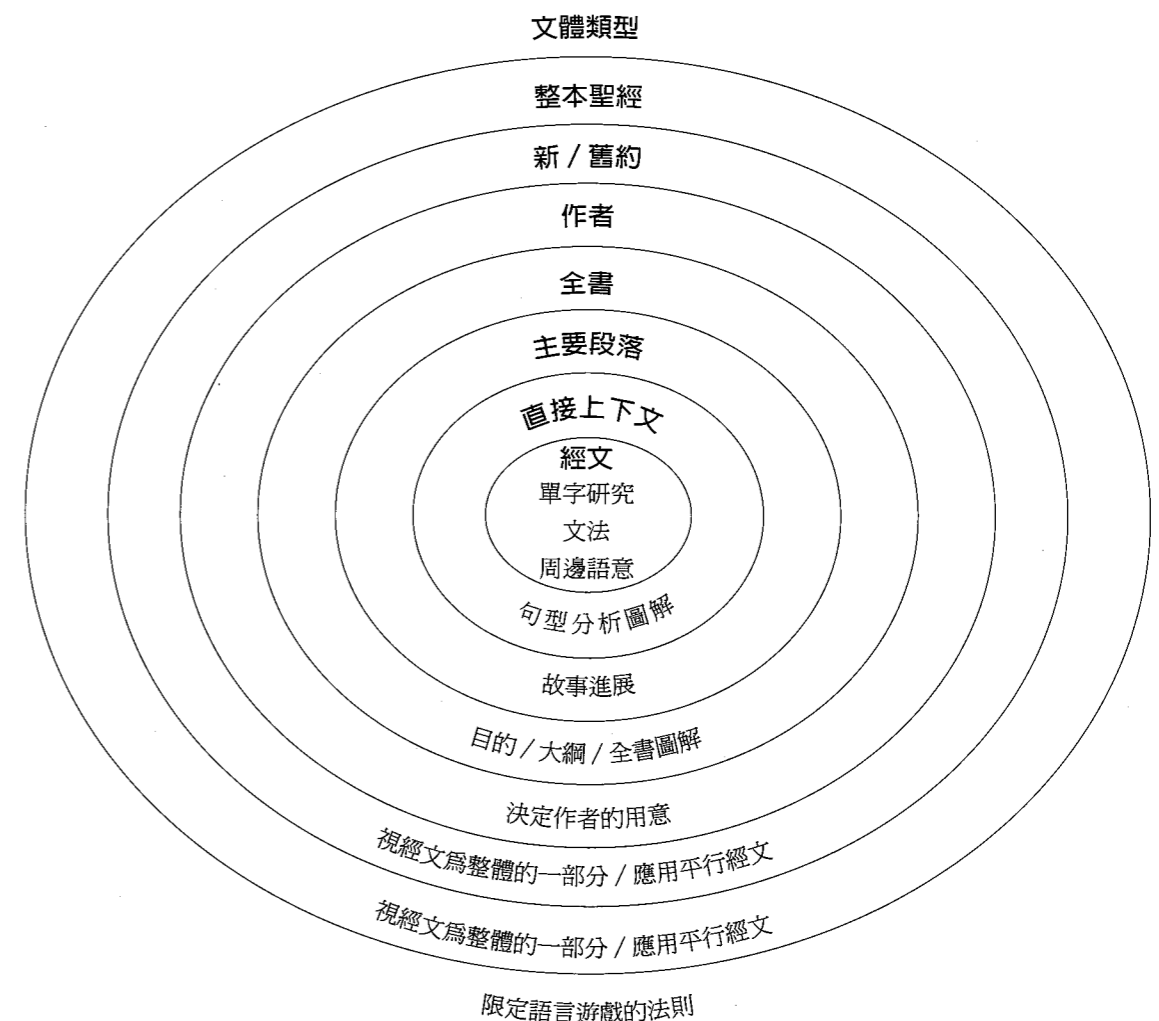 文體類型
整本聖經
新／舊約
作者
全書
主要段落
直接上下文
經文
單字研究
文法
周邊語意
句型分析圖解
故事進展
目的／大綱／全書圖解
決定作者的用意
視經文爲整體的一部分／應用平行經文
視經文爲整體的一部分／應用平行經文
限定語言游戲的法則